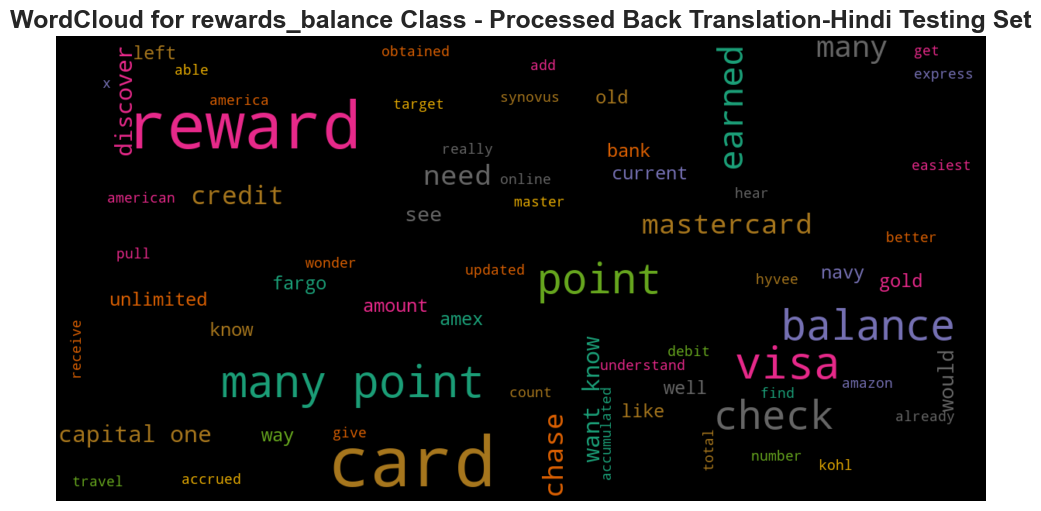 WordCloud for rewards_balance Class - Processed Back Translation-Hindi Testing Set
left
obtained
many
get
discover
able
add
earned
express
x
america
target
synovus
old
reward
really
bank
easiest
need
online
current
american
credit
master
hear
see
mastercard
better
pull
wonder
updated
point
hyvee
navy
gold
fargo
unlimited
amount
amex
balance
know
receive
want know
debit
visa
understand
many point
count
well
find
amazon
would
accumulated
like
check
already
capital one
way
give
chase
card
total
number
kohl
travel
accrued